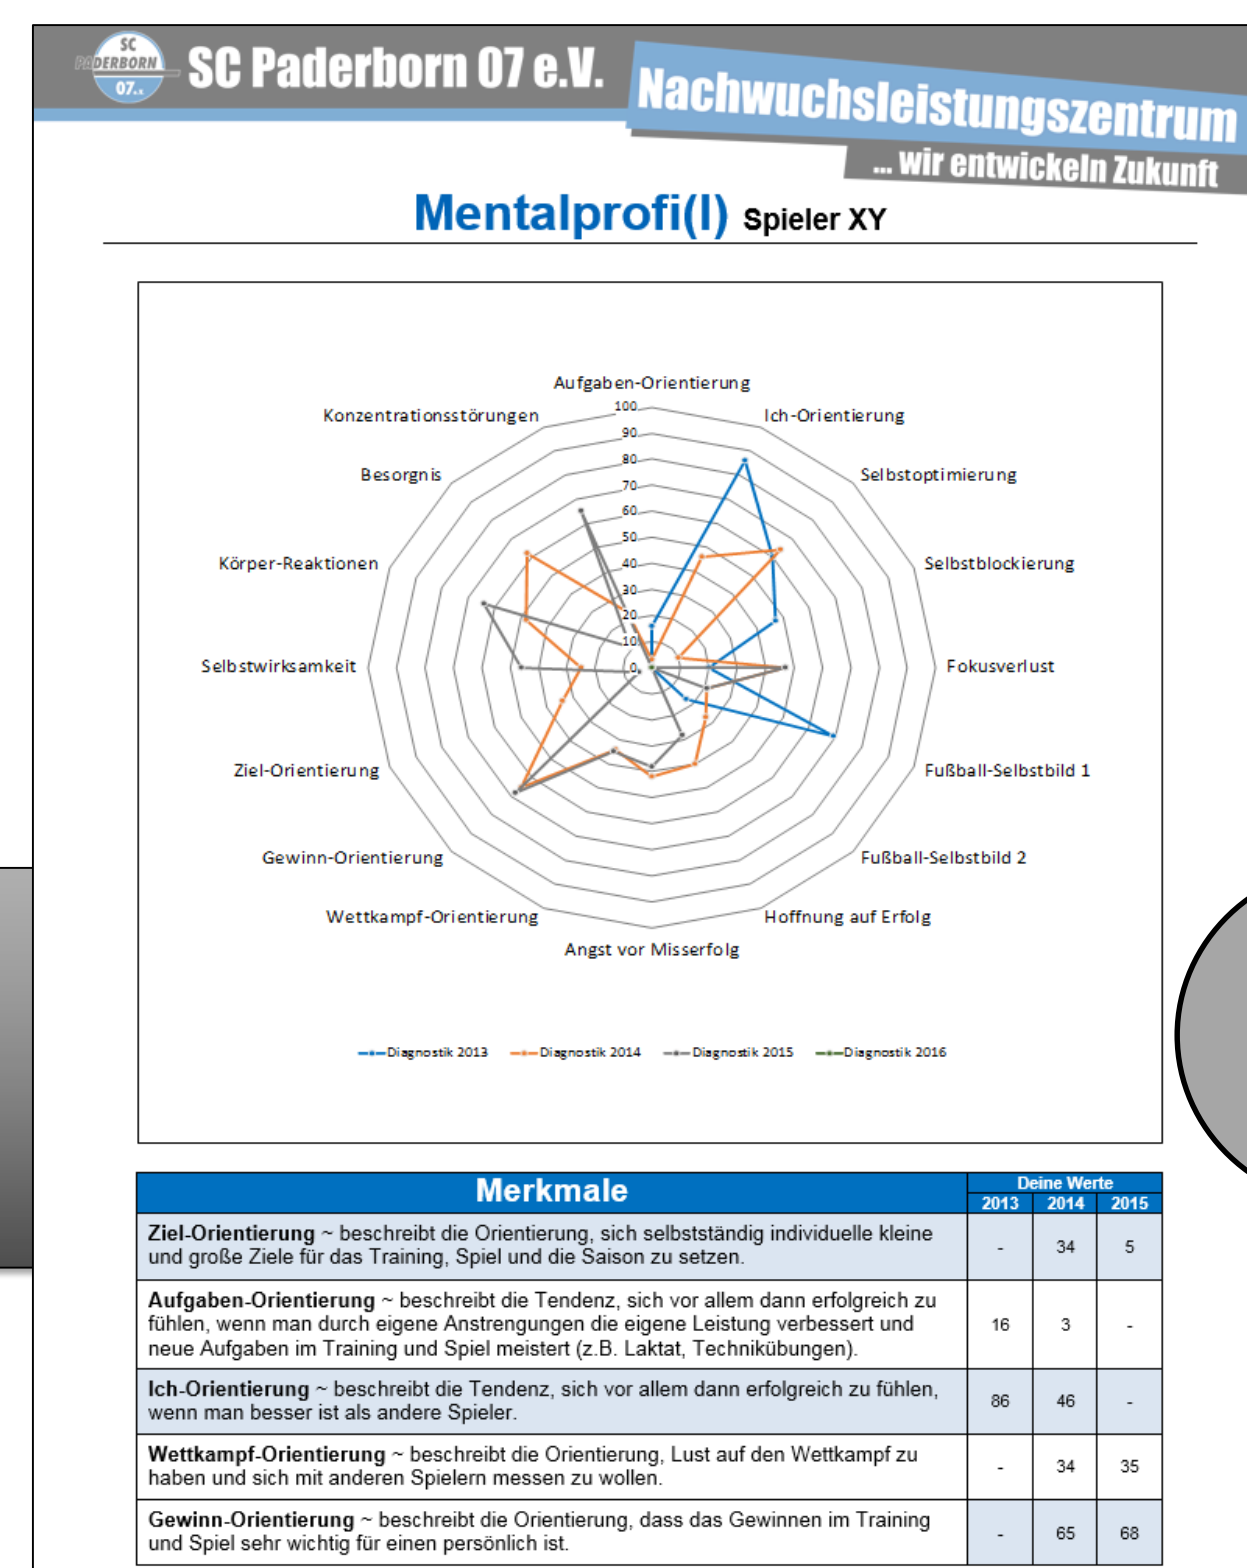 SC
PADERBORN
07 e.V.
SC Paderborn 07 e.V.
Nachwuchsleistungszentrum
... wir entwickeln Zukunft
Mentalprofi(l) Spieler XY
Aufgaben-Orientierung
Konzentrationsstörungen
Ich-Orientierung
Besorgnis
Selbstoptimierung
Körper-Reaktionen
Selbstblockierung
Selbstwirksamkeit
Fokusverlust
Ziel-Orientierung
Fußball-Selbstbild 1
Gewinn-Orientierung
Fußball-Selbstbild 2
Wettkampf-Orientierung
Hoffnung auf Erfolg
Angst vor Misserfolg
100
90
80
70
60
50
40
30
20
10
0
Diagnostik 2013 Diagnostik 2014 Diagnostik 2015 Diagnostik 2016
Merkmale
Deine Werte
2013 2014 2015
Ziel-Orientierung ~ beschreibt die Orientierung, sich selbstständig individuelle kleine
und große Ziele für das Training, Spiel und die Saison zu setzen.
- 34 5
Aufgaben-Orientierung ~ beschreibt die Tendenz, sich vor allem dann erfolgreich zu
fühlen, wenn man durch eigene Anstrengungen die eigene Leistung verbessert und
neue Aufgaben im Training und Spiel meistert (z.B. Laktat, Technikübungen).
16 3 -
Ich-Orientierung ~ beschreibt die Tendenz, sich vor allem dann erfolgreich zu fühlen,
wenn man besser ist als andere Spieler.
86 46 -
Wettkampf-Orientierung ~ beschreibt die Orientierung, Lust auf den Wettkampf zu
haben und sich mit anderen Spielern messen zu wollen.
- 34 35
Gewinn-Orientierung ~ beschreibt die Orientierung, dass das Gewinnen im Training
und Spiel sehr wichtig für einen persönlich ist.
- 65 68